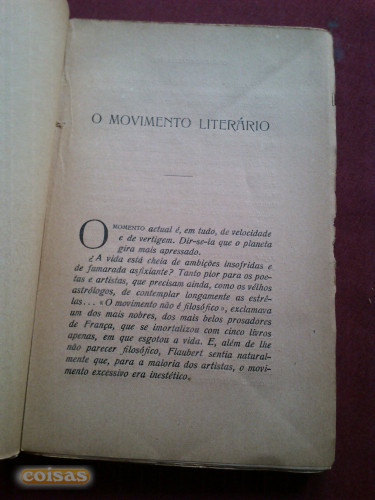 O MOVIMENTO LITERÁRIO
O MOMENTO actual é, em tudo, de velocidade
e de vertigem. Dir-se-ia que o planeta
gira mais apressado.
¿A vida está cheia de ambições insofridas e
de fumarada asfixiante? Tanto pior para os poe-
tas e artistas, que precisam ainda, como os vélhos
astrólogos, de contemplar longamente as estrê-
las... «O movimento não é filosófico», exclamava
um dos mais nobres, dos mais belos prosadores
de França, que se imortalizou com cinco livros
apenas, em que esgotou a vida. E, além de lhe
não parecer filosófico, Flaubert sentia natural-
mente que, para a maioria dos artistas, o movi-
mento excessivo era inestético.
coisas